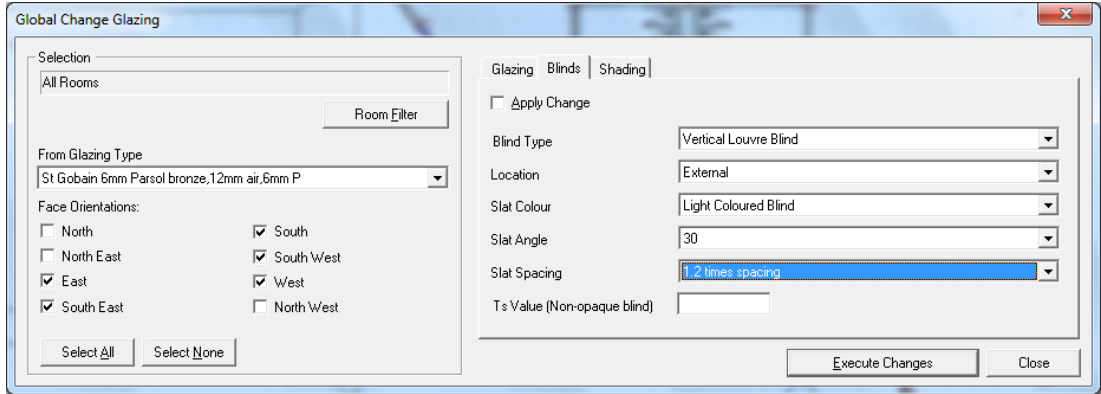 Global Change Glazing
Selection
All Rooms
Room Filter
From Glazing Type
St Gobain 6mm Parsol bronze,12mm air,6mm P
Face Orientations:
North
South
North East
South West
East
West
South East
North West
Select All
Select None
Glazing
Blinds
Shading
Apply Change
Blind Type
Vertical Louvre Blind
Location
External
Slat Colour
Light Coloured Blind
Slat Angle
30
Slat Spacing
1.2 times spacing
Ts Value (Non-opaque blind)
Execute Changes
Close